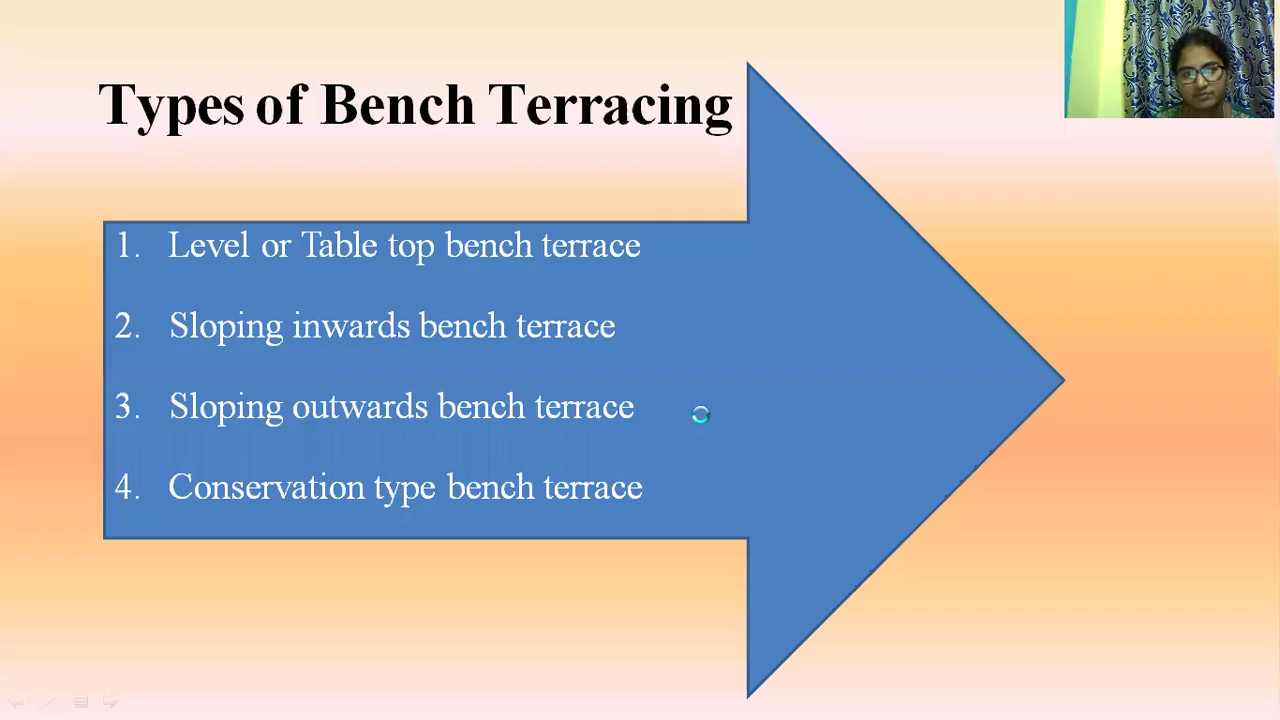 Types of Bench Terracing
1. Level or Table top bench terrace
2. Sloping inwards bench terrace
3. Sloping outwards bench terrace
4. Conservation type bench terrace